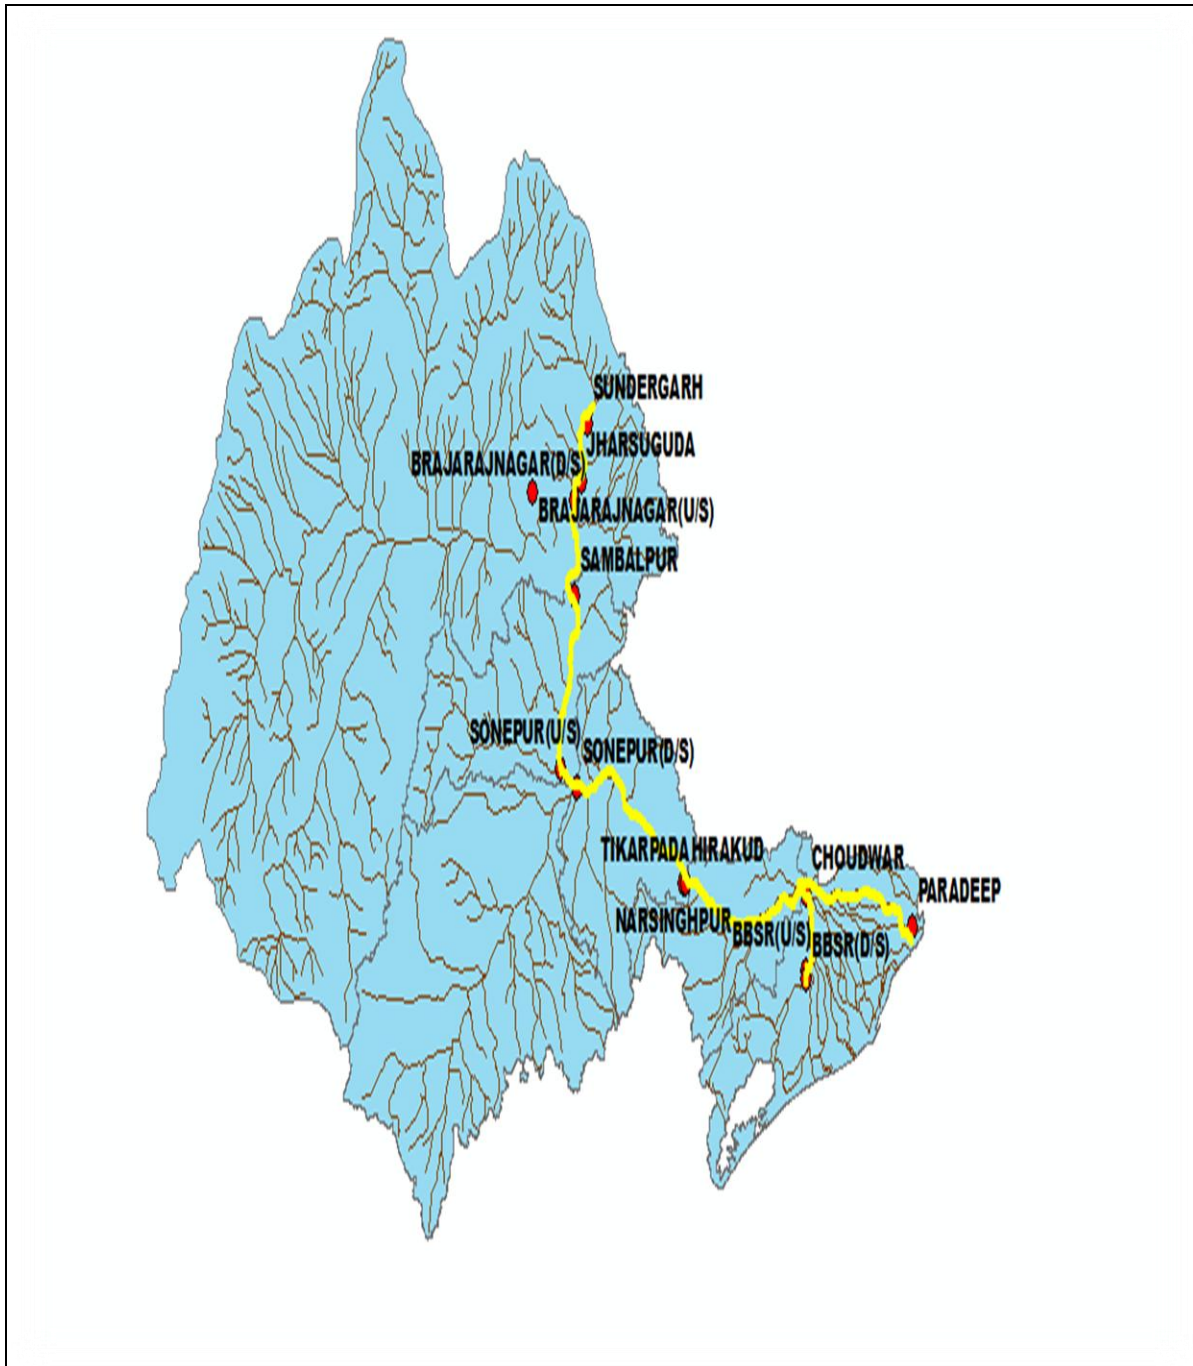 SUNDERGARH
JHARSUGUDA
BRAJARAJNAGAR(D/S)
BRAJARAJNAGAR(U/S)
SAMBALPUR
SONEPUR(U/S)
SONEPUR(D/S)
TIKARPADA HIRAKUD
CHOUDWAR
PARADEEP
NARSINGHPUR
BBSR(U/S)
BBSR(D/S)